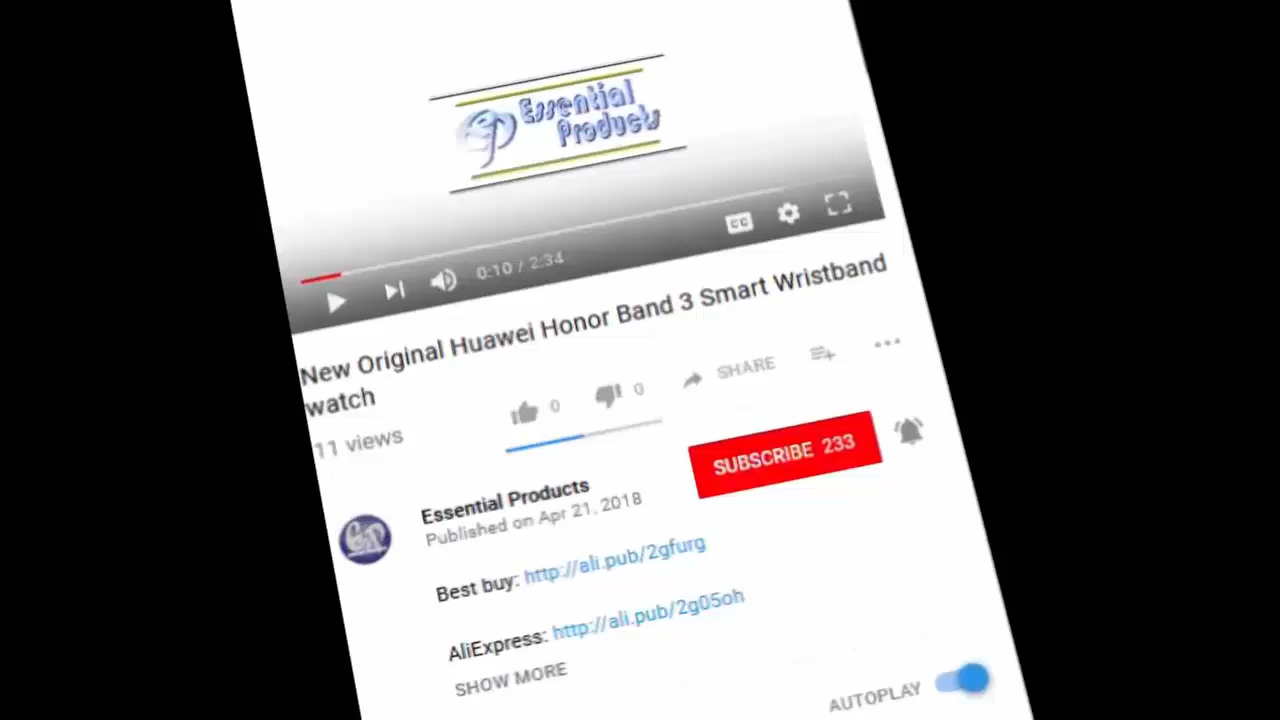 Essential
Products
CC
0:10 / 2:34
New Original Huawei Honor Band 3 Smart Wristband
watch
11 views
0
0
SHARE
SUBSCRIBE 233
Essential Products
Published on Apr 21, 2018
Best buy: http://ali.pub/2gfurg
AliExpress: http://ali.pub/2g05oh
SHOW MORE
AUTOPLAY